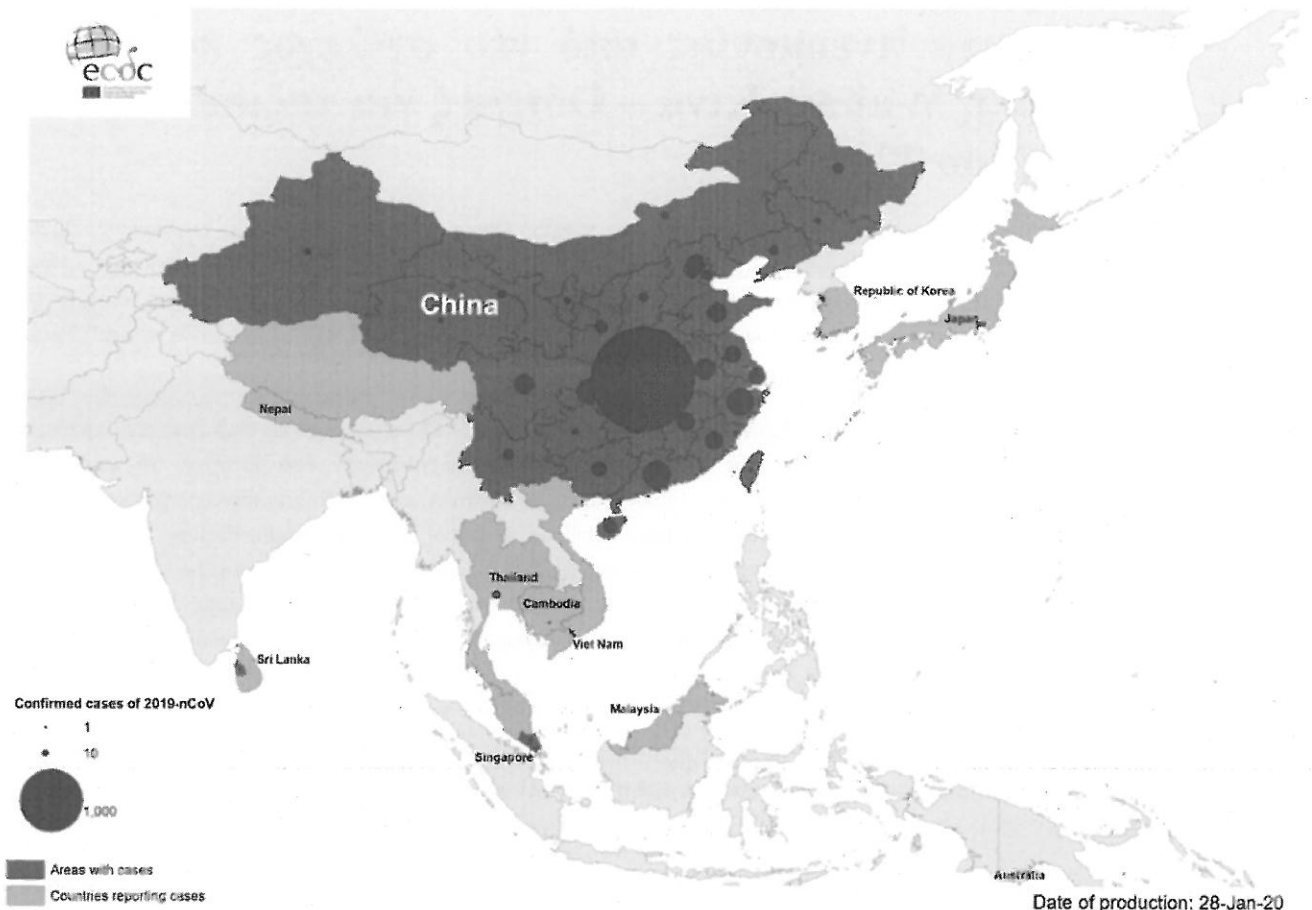 ecdc
China
Republic of Korea
Japan
Nepal
Thailand
Cambodia
Viet Nam
Sri Lanka
Malaysia
Singapore
Australia
Confirmed cases of 2019-nCoV
1
10
1,000
Areas with cases
Countries reporting cases
Date of production: 28-Jan-20